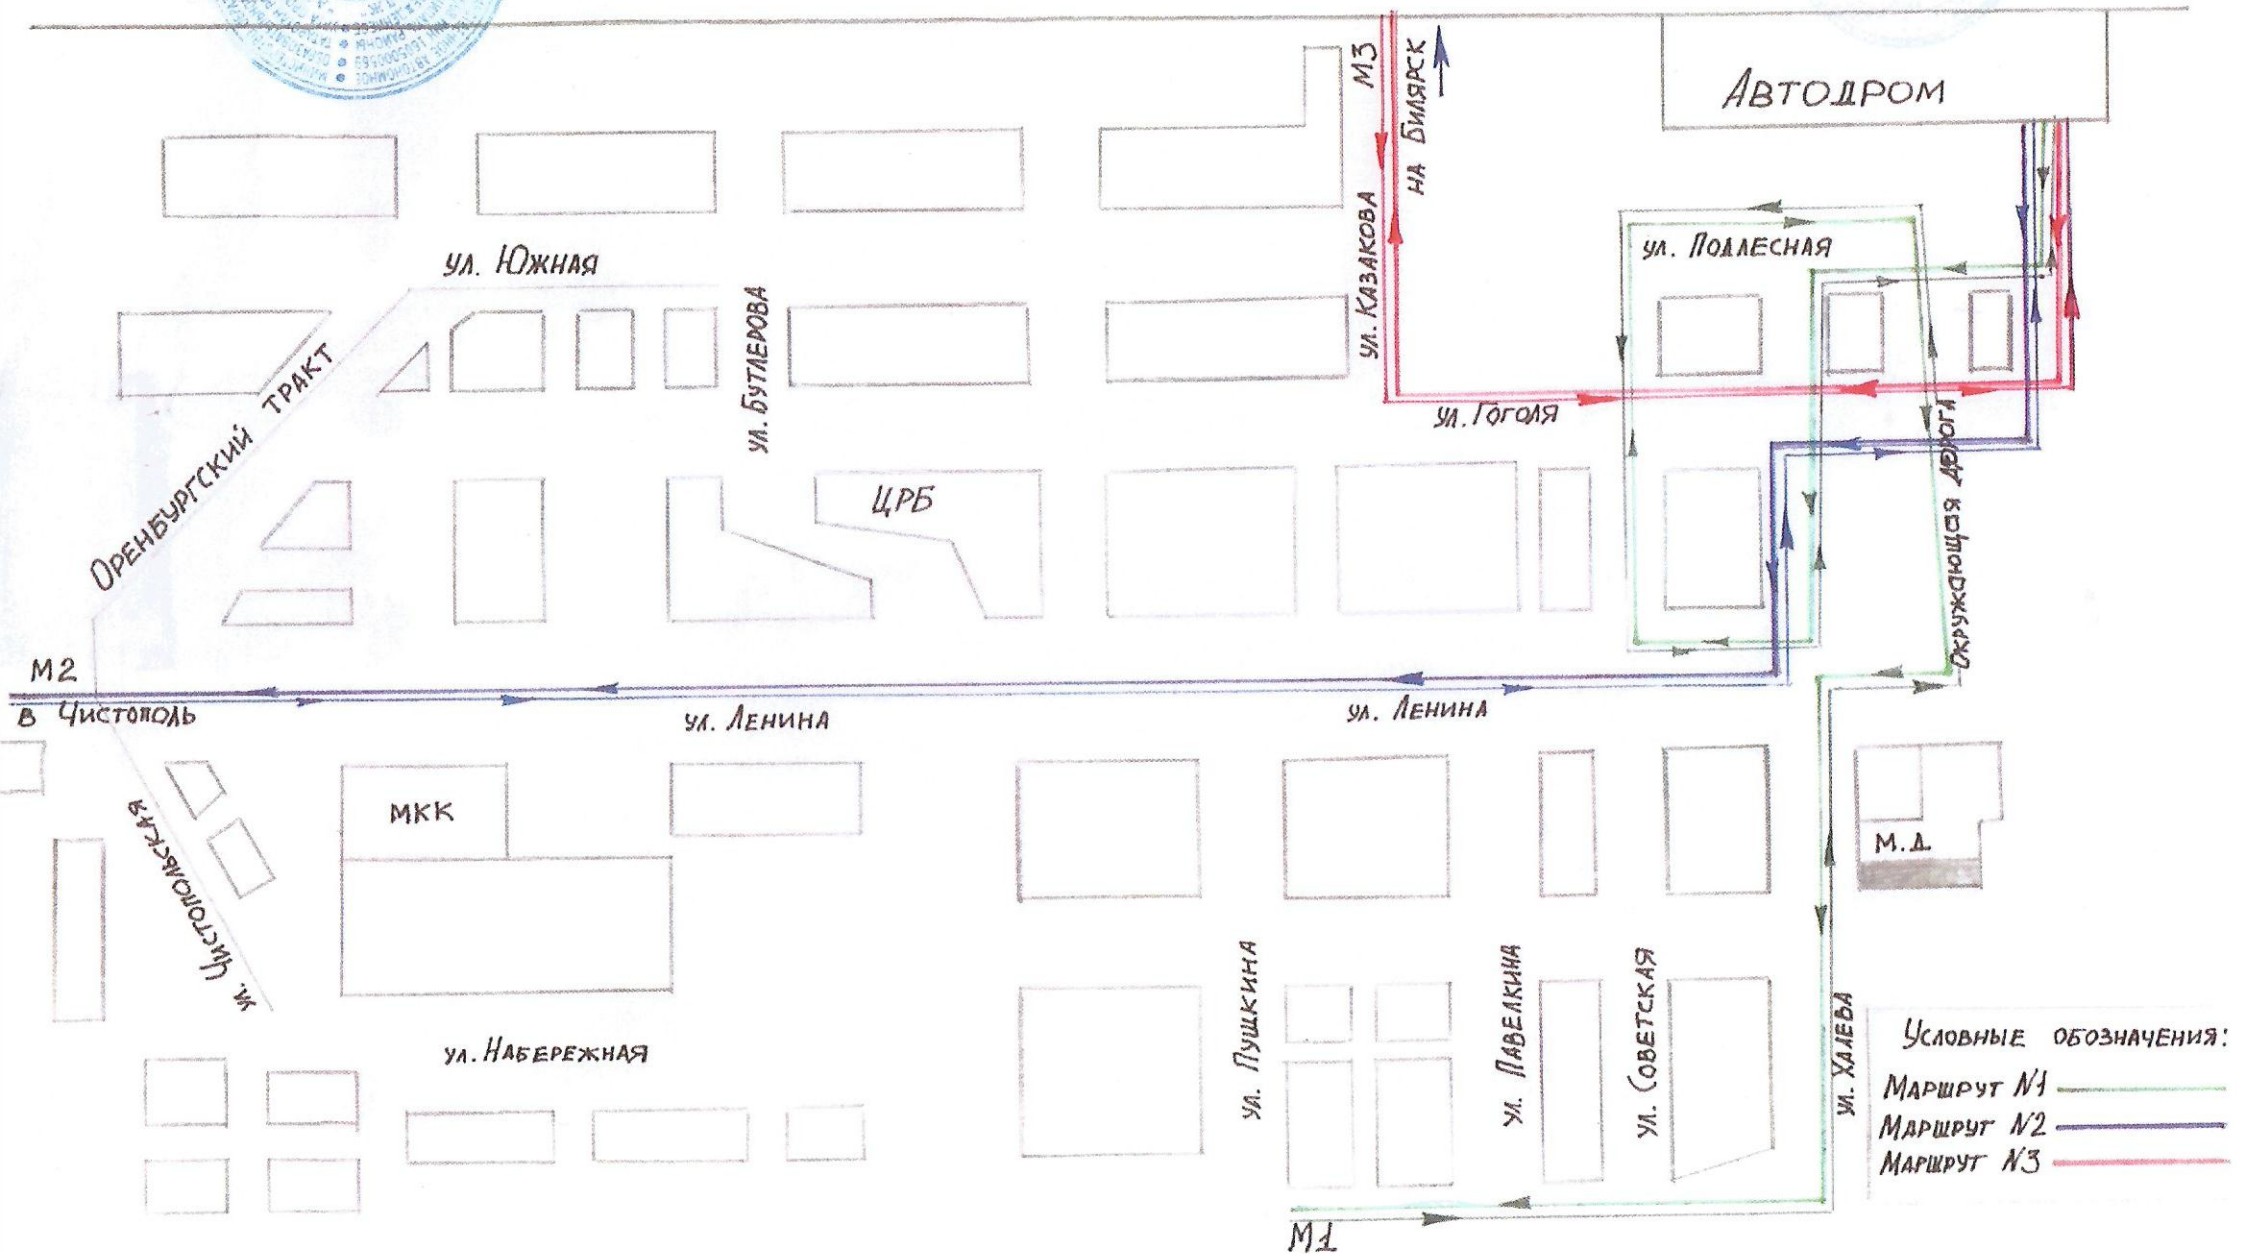 М3
на Билярск
Автодром
ул. Казакова
ул. Подлесная
ул. Южная
ул. Бутлерова
Оренбургский тракт
ул. Гоголя
Окружающая дорога
ЦРБ
М2
в Чистополь
ул. Ленина
ул. Ленина
ул. Чистопольская
МКК
М.Д.
ул. Набережная
ул. Пушкина
ул. Павелкина
ул. Советская
ул. Халева
Условные обозначения:
Маршрут №1
Маршрут №2
Маршрут №3
М1